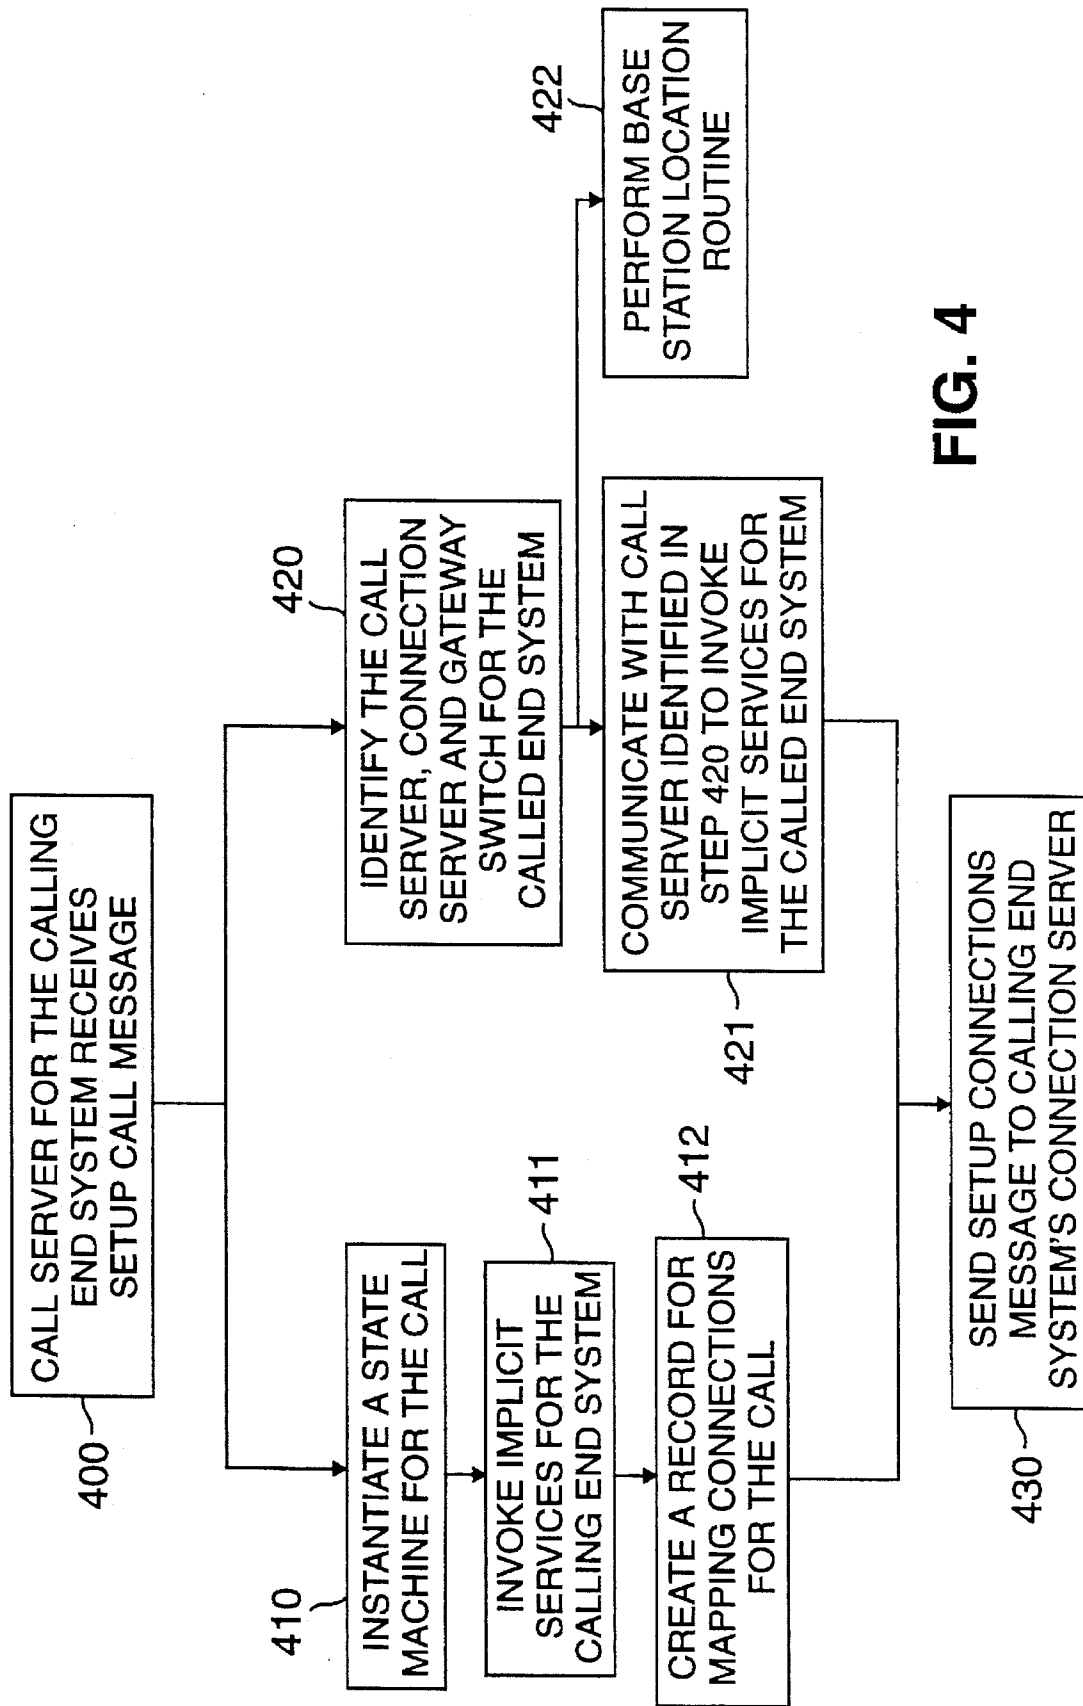 CALL SERVER FOR THE CALLING
END SYSTEM RECEIVES
SETUP CALL MESSAGE
400
410
INSTANTIATE A STATE
MACHINE FOR THE CALL
INVOKE IMPLICIT
SERVICES FOR THE
CALLING END SYSTEM
411
CREATE A RECORD FOR
MAPPING CONNECTIONS
FOR THE CALL
412
420
IDENTIFY THE CALL
SERVER, CONNECTION
SERVER AND GATEWAY
SWITCH FOR THE
CALLED END SYSTEM
COMMUNICATE WITH CALL
SERVER IDENTIFIED IN
STEP 420 TO INVOKE
IMPLICIT SERVICES FOR
THE CALLED END SYSTEM
421
422
PERFORM BASE
STATION LOCATION
ROUTINE
SEND SETUP CONNECTIONS
MESSAGE TO CALLING END
SYSTEM'S CONNECTION SERVER
430
FIG. 4